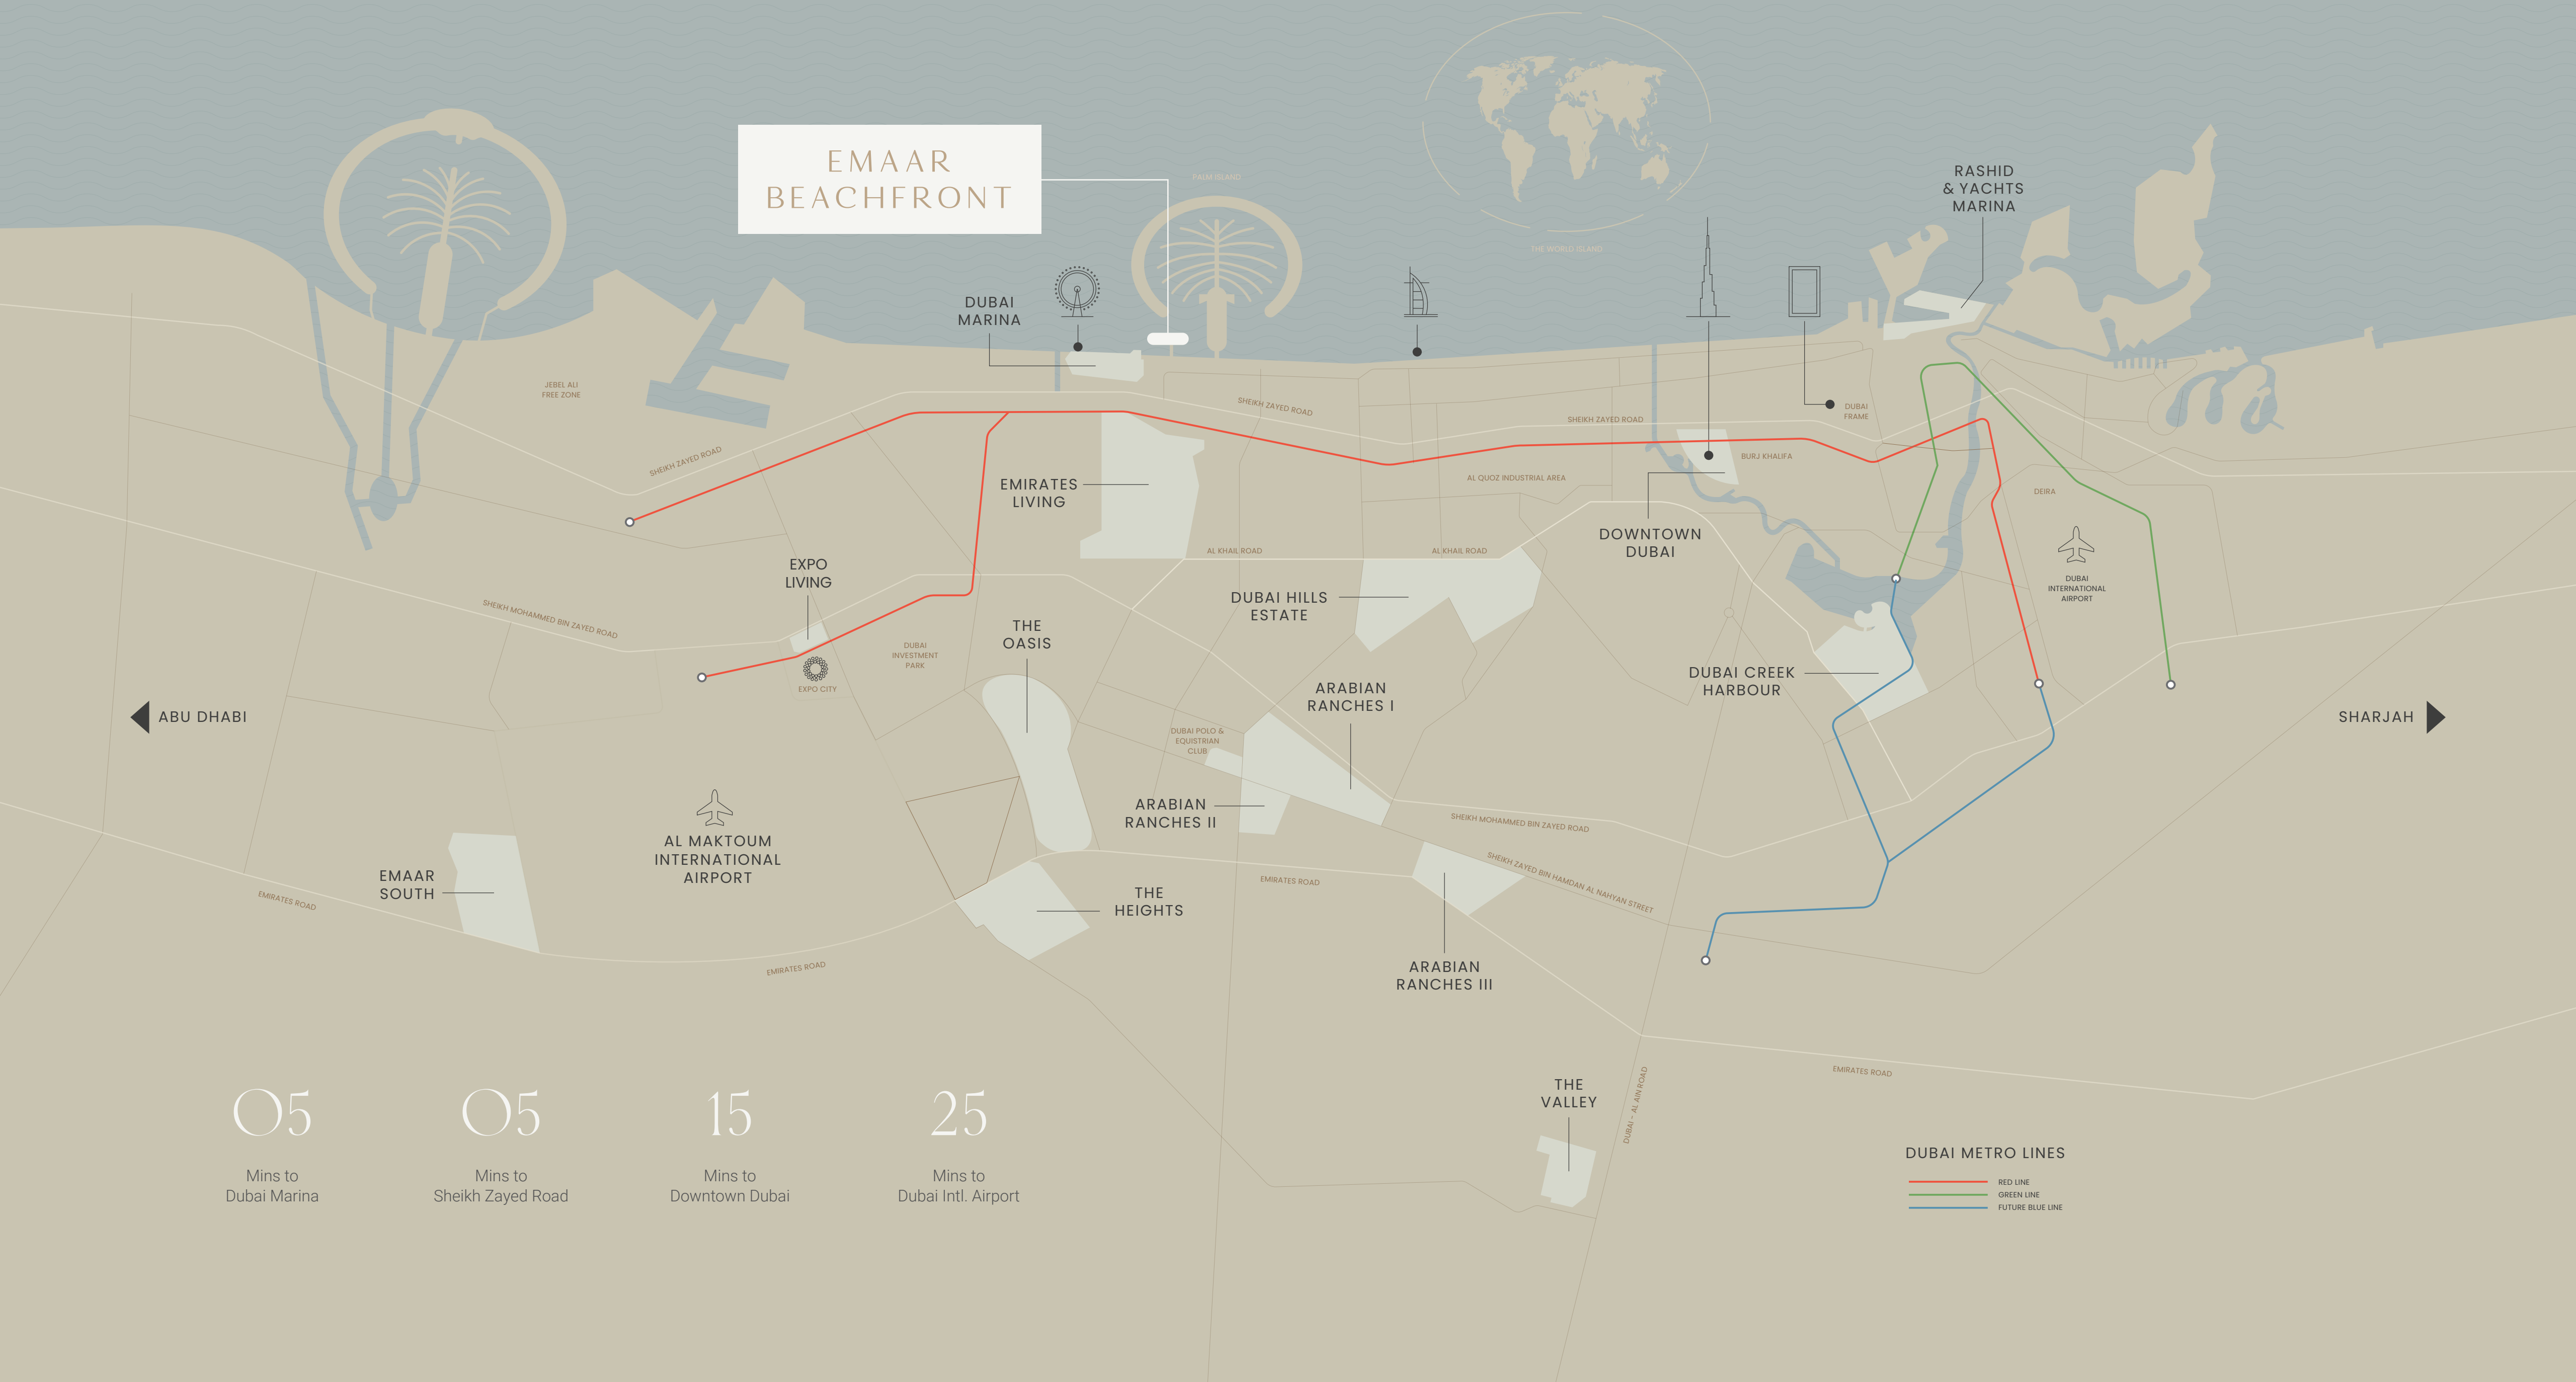 EMAAR
BEACHFRONT
PALM ISLAND
THE WORLD ISLAND
RASHID
& YACHTS
MARINA
DUBAI
MARINA
JEBEL ALI
FREE ZONE
SHEIKH ZAYED ROAD
SHEIKH ZAYED ROAD
SHEIKH ZAYED ROAD
DUBAI
FRAME
BURJ KHALIFA
AL QUOZ INDUSTRIAL AREA
EMIRATES
LIVING
DEIRA
DOWNTOWN
DUBAI
AL KHAIL ROAD
AL KHAIL ROAD
EXPO
LIVING
DUBAI
INTERNATIONAL
AIRPORT
DUBAI HILLS
ESTATE
SHEIKH MOHAMMED BIN ZAYED ROAD
THE
OASIS
DUBAI
INVESTMENT
PARK
EXPO CITY
DUBAI CREEK
HARBOUR
ARABIAN
RANCHES I
ABU DHABI
SHARJAH
DUBAI POLO &
EQUISTRIAN
CLUB
ARABIAN
RANCHES II
SHEIKH MOHAMMED BIN ZAYED ROAD
AL MAKTOUM
INTERNATIONAL
AIRPORT
SHEIKH ZAYED BIN HAMDAN AL NAHYAN STREET
EMAAR
SOUTH
EMIRATES ROAD
EMIRATES ROAD
THE
HEIGHTS
EMIRATES ROAD
ARABIAN
RANCHES III
EMIRATES ROAD
THE
VALLEY
DUBAI - AL AIN ROAD
05
Mins to
Dubai Marina
05
Mins to
Sheikh Zayed Road
15
Mins to
Downtown Dubai
25
Mins to
Dubai Intl. Airport
DUBAI METRO LINES
RED LINE
GREEN LINE
FUTURE BLUE LINE